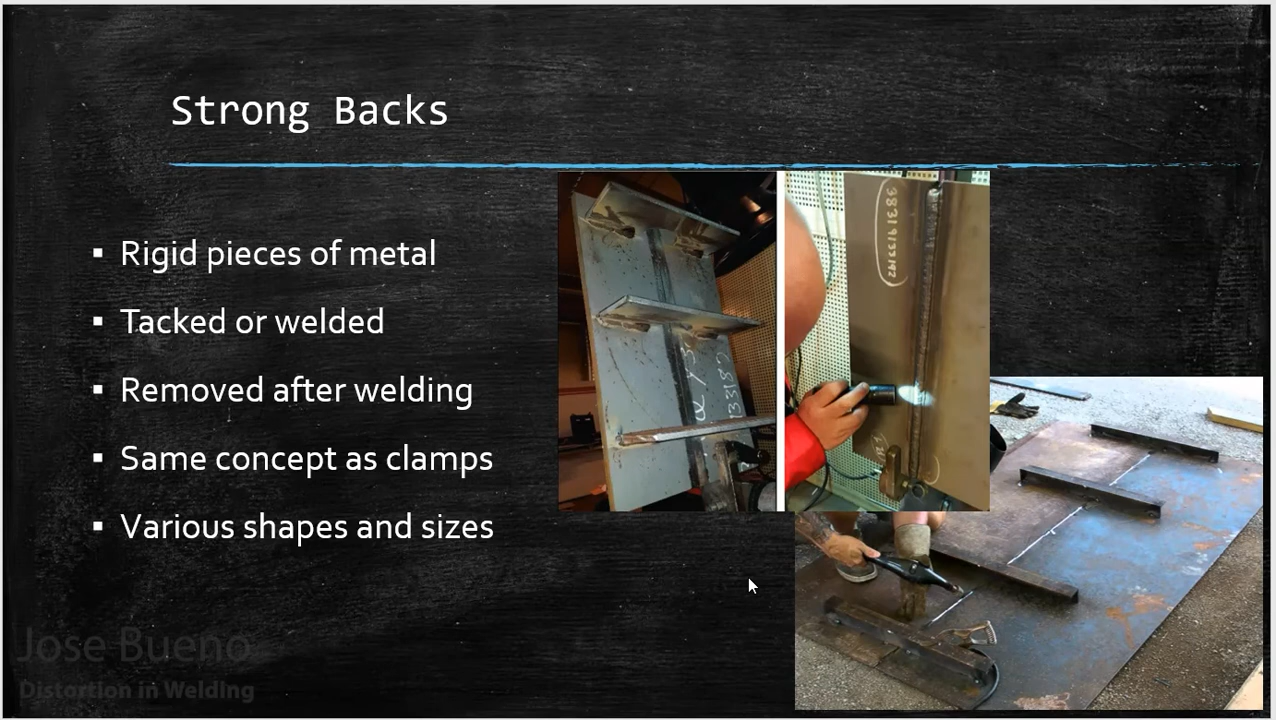 Strong Backs
▪ Rigid pieces of metal
▪ Tacked or welded
▪ Removed after welding
▪ Same concept as clamps
▪ Various shapes and sizes
Jose Bueno
Distortion in Welding